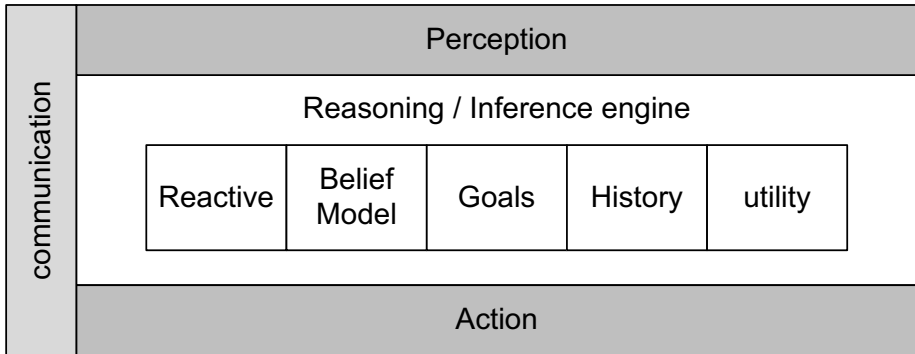 communication
Perception
Reasoning / Inference engine
Reactive
Belief
Model
Goals
History
utility
Action